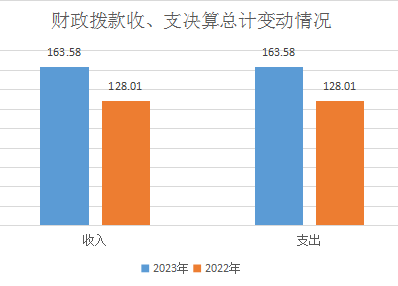 财政拨款收、支决算总计变动情况
163.58
128.01
163.58
128.01
收入
支出
2023年 2022年